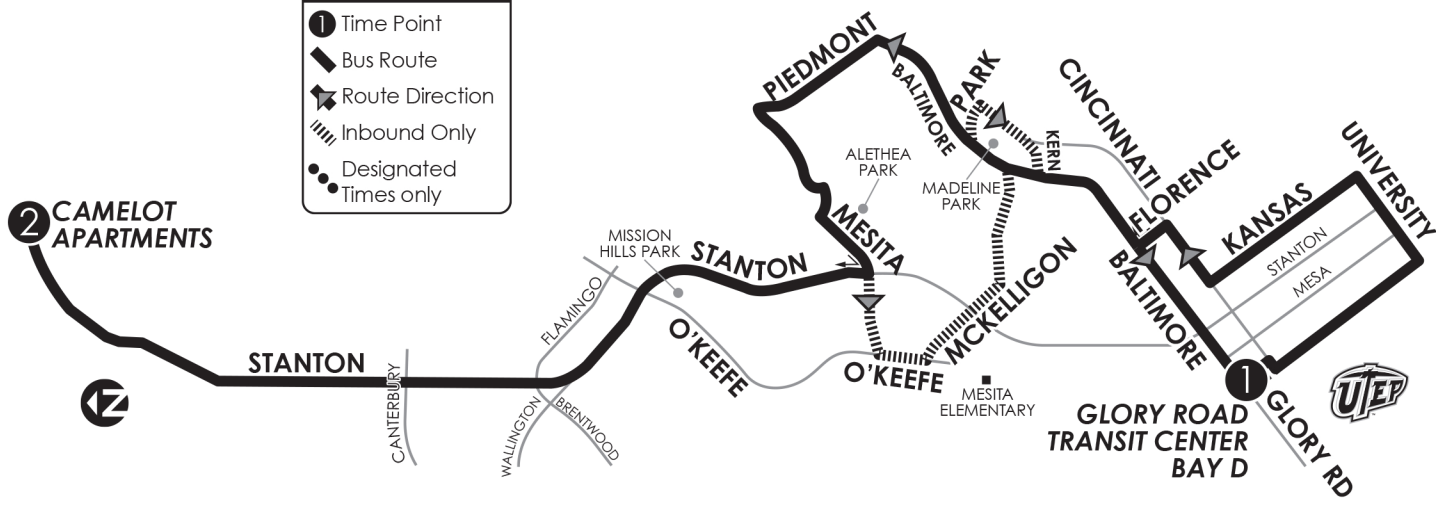 1 Time Point
Bus Route
Route Direction
Inbound Only
Designated
Times only
2 CAMELOT
APARTMENTS
N
STANTON
CANTERBURY
WALLINGTON
BRENTWOOD
FLAMINGO
MISSION
HILLS PARK
O'KEEFE
STANTON
MESITA
PIEDMONT
BALTIMORE
ALETHEA
PARK
PARK
KERN
MADELINE
PARK
O'KEEFE
MCKELLIGON
MESITA
ELEMENTARY
CINCINNATI
FLORENCE
BALTIMORE
KANSAS
UNIVERSITY
STANTON
MESA
1
GLORY ROAD
TRANSIT CENTER
BAY D
GLORY RD
UTEP